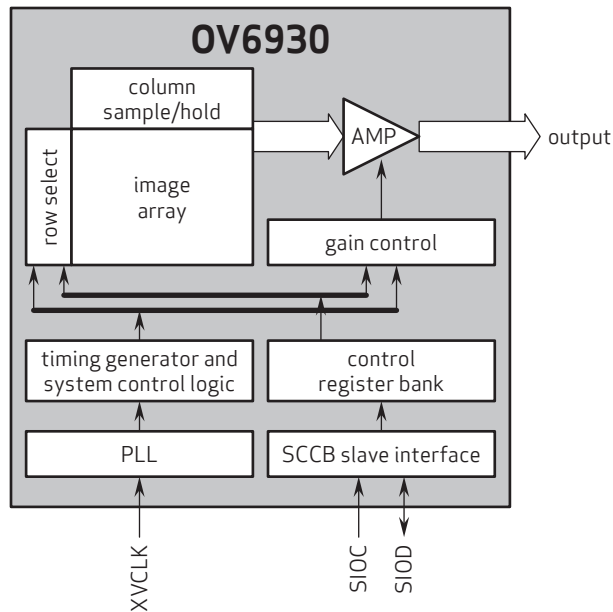 OV6930
column
sample/hold
AMP
output
row select
image
array
gain control
timing generator and
system control logic
control
register bank
PLL
SCCB slave interface
XVCLK
SIOC
SIOD